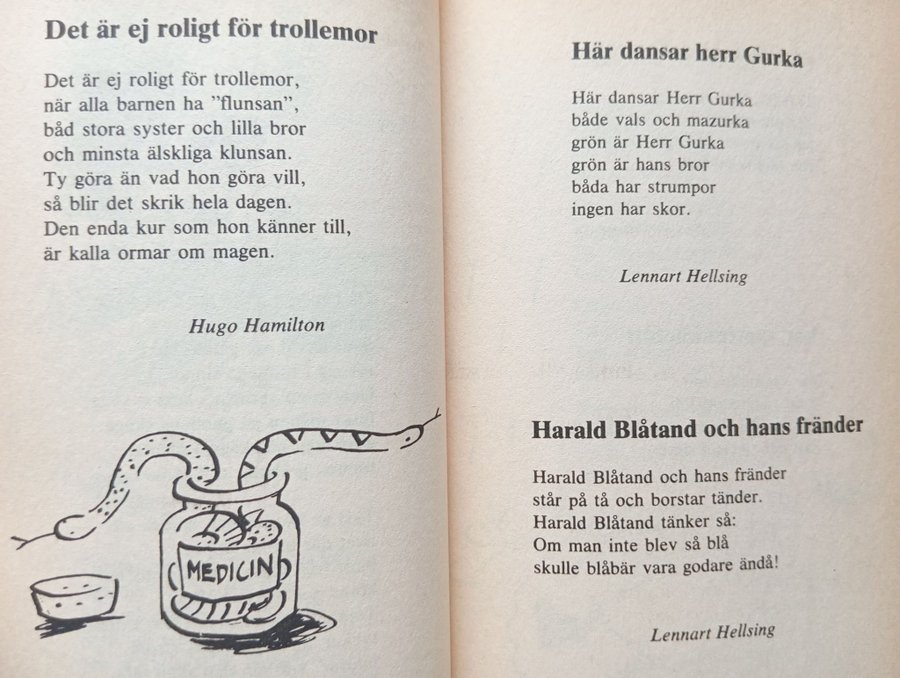 Det är ej roligt för trollemor
Det är ej roligt för trollemor,
när alla barnen ha ”flunsan”,
båd stora syster och lilla bror
och minsta älskliga klunsan.
Ty göra än vad hon göra vill,
så blir det skrik hela dagen.
Den enda kur som hon känner till,
är kalla ormar om magen.
Hugo Hamilton
MEDICIN
Här dansar herr Gurka
Här dansar Herr Gurka
både vals och mazurka
grön är Herr Gurka
grön är hans bror
båda har strumpor
ingen har skor.
Lennart Hellsing
Harald Blåtand och hans fränder
Harald Blåtand och hans fränder
står på tå och borstar tänder.
Harald Blåtand tänker så:
Om man inte blev så blå
skulle blåbär vara godare ändå!
Lennart Hellsing